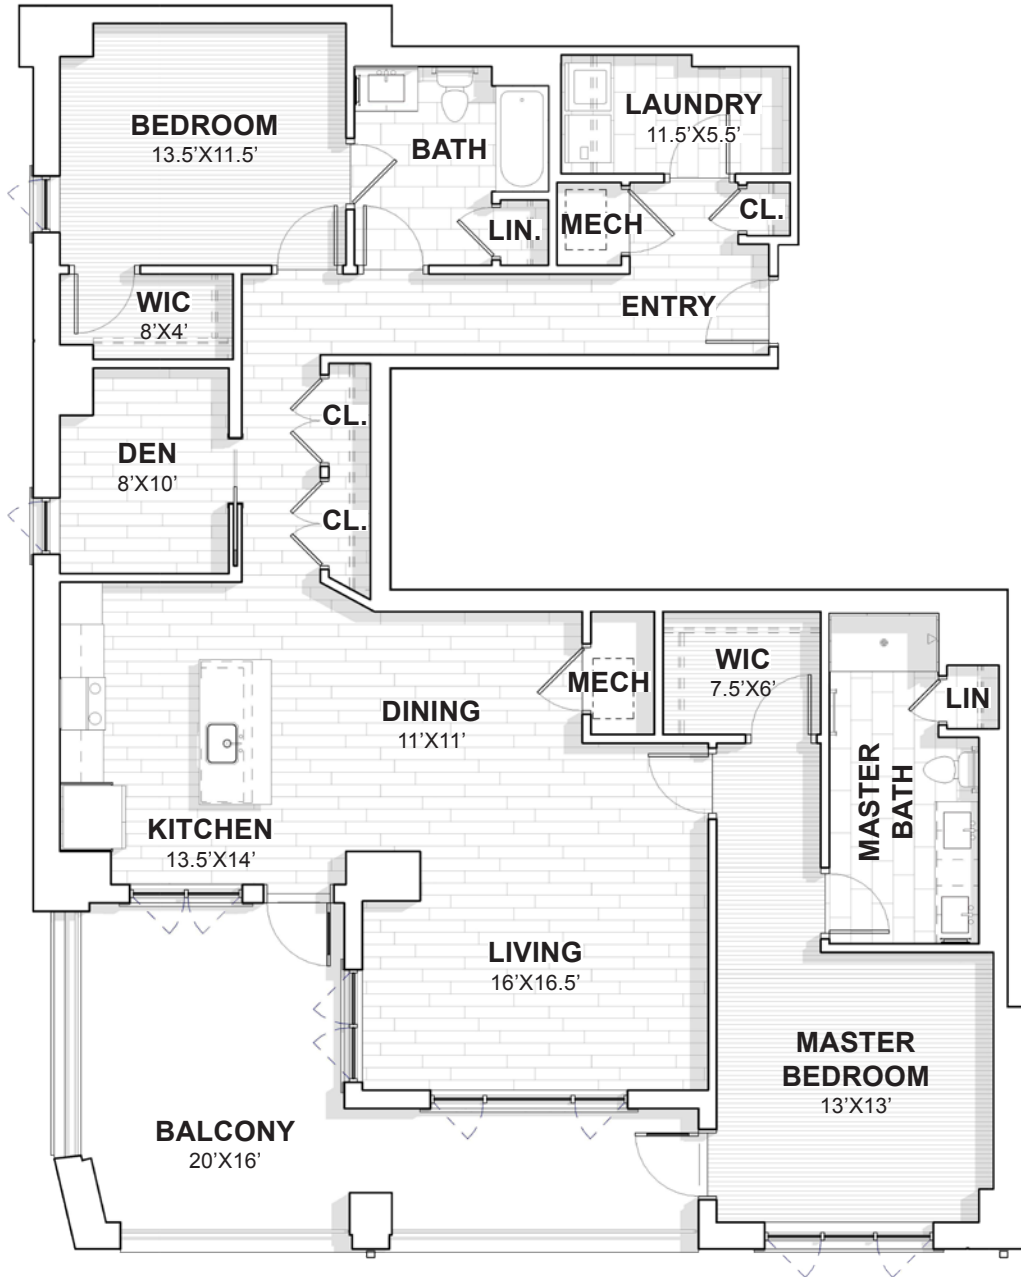 BEDROOM
13.5’X11.5’
BATH
LAUNDRY
11.5’X5.5’
LIN.
MECH
CL.
WIC
8’X4’
ENTRY
CL.
DEN
8’X10’
CL.
MECH
WIC
7.5’X6’
LIN
DINING
11’X11’
KITCHEN
13.5’X14’
MASTER
BATH
LIVING
16’X16.5’
MASTER
BEDROOM
13’X13’
BALCONY
20’X16’